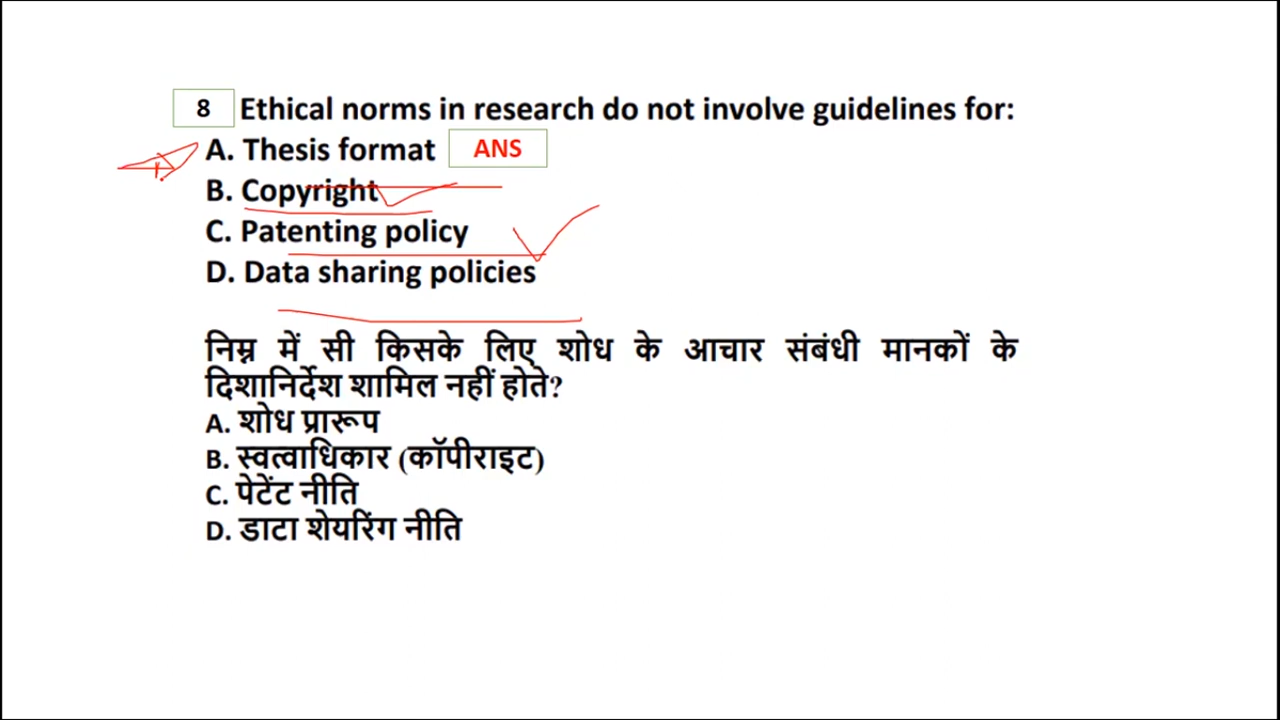 8 Ethical norms in research do not involve guidelines for:
A. Thesis format ANS
B. Copyright
C. Patenting policy
D. Data sharing policies
निम्न में सी किसके लिए शोध के आचार संबंधी मानकों के
दिशानिर्देश शामिल नहीं होते?
A. शोध प्रारूप
B. स्वत्वाधिकार (कॉपीराइट)
C. पेटेंट नीति
D. डाटा शेयरिंग नीति